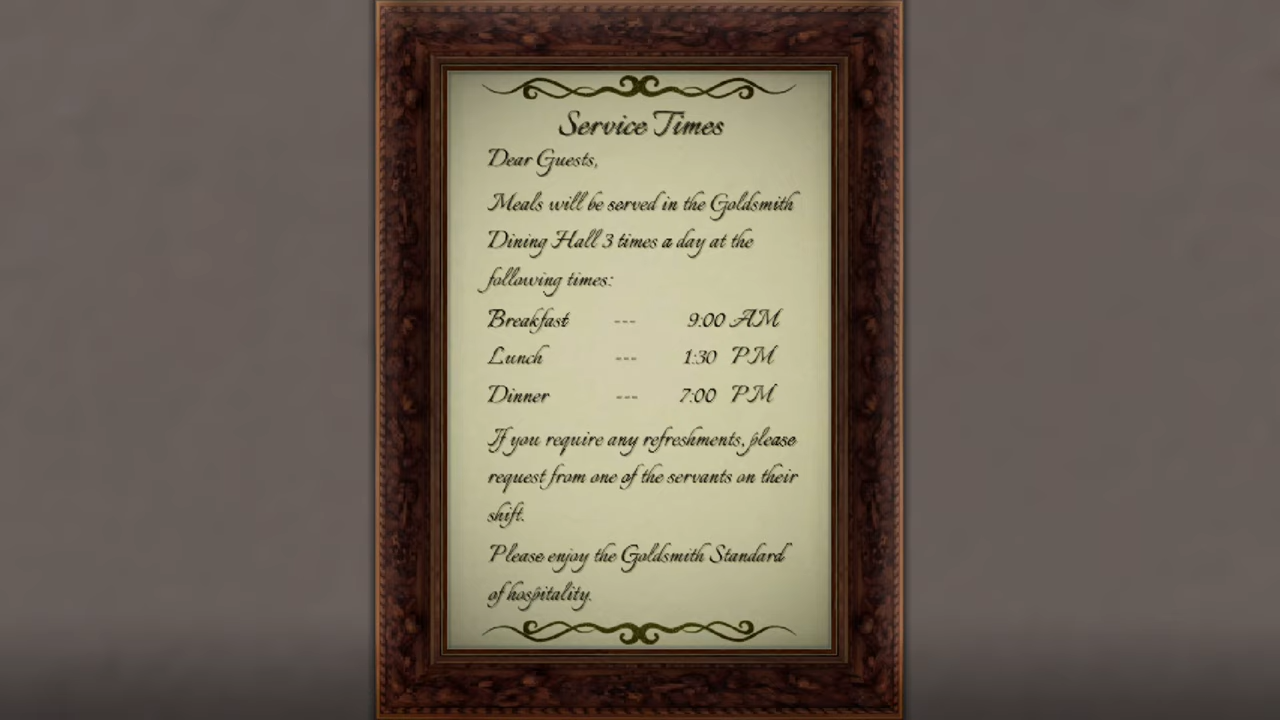 Service Times
Dear Guests,
Meals will be served in the Goldsmith
Dining Hall 3 times a day at the
following times:
Breakfast --- 9:00 AM
Lunch --- 1:30 PM
Dinner --- 7:00 PM
If you require any refreshments, please
request from one of the servants on their
shift.
Please enjoy the Goldsmith Standard
of hospitality.